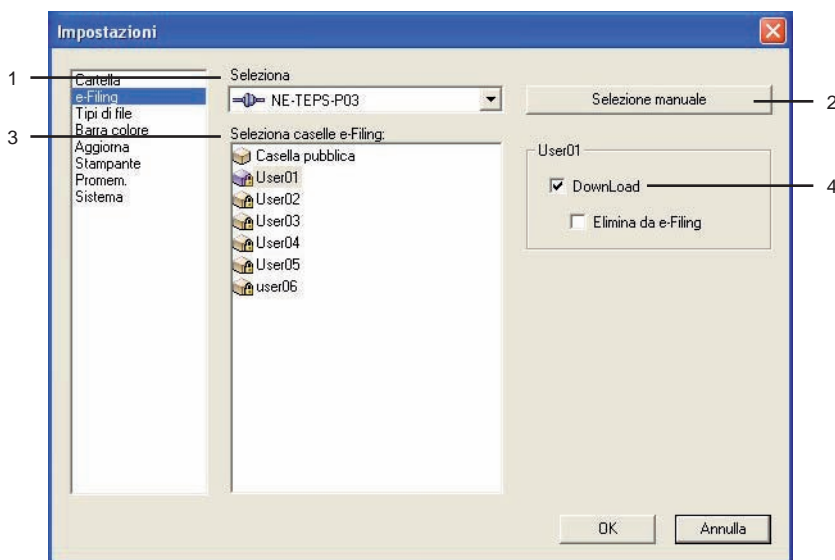 Impostazioni
Cartella
e-Filing
Tipi di file
Barra colore
Aggiorna
Stampante
Promem.
Sistema
1
Seleziona
NE-TEPS-P03
Selezione manuale
2
3
Seleziona caselle e-Filing:
Casella pubblica
User01
User02
User03
User04
User05
user06
User01
DownLoad
4
Elimina da e-Filing
OK
Annulla